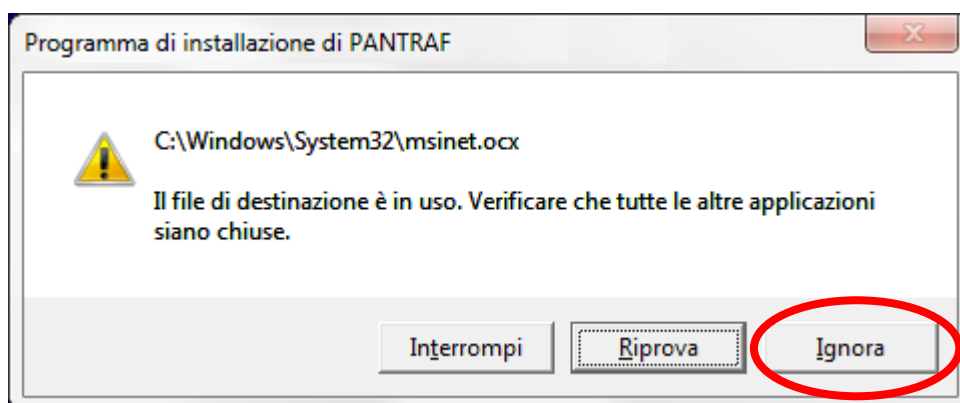 Programma di installazione di PANTRAF
C:\Windows\System32\msinet.ocx
Il file di destinazione è in uso. Verificare che tutte le altre applicazioni
siano chiuse.
Interrompi Riprova Ignora